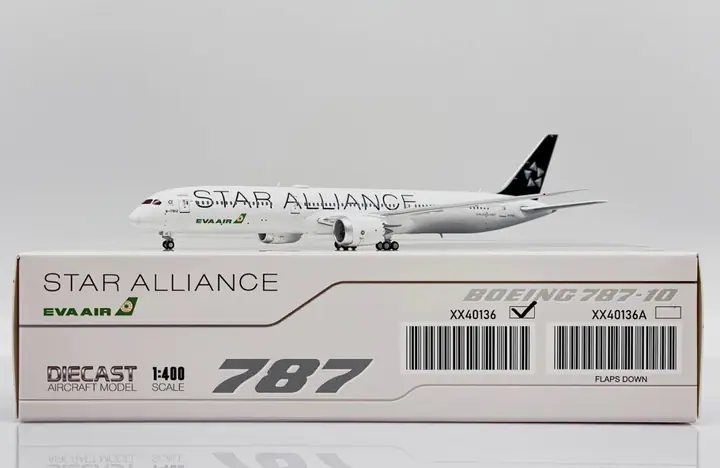 STAR ALLIANCE
EVA AIR
STAR ALLIANCE
EVA AIR
BOEING 787-10
XX40136
XX40136A
FLAPS DOWN
DIECAST
AIRCRAFT MODEL
1:400
SCALE
787